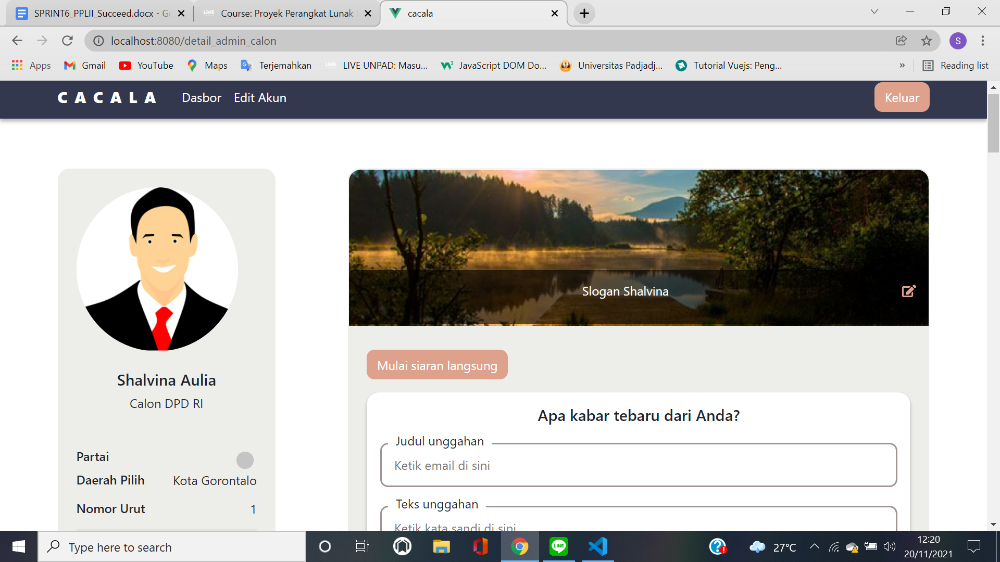 SPRINT6_PPLII_Succeed.docx - Go
LiVE Course: Proyek Perangkat Lunak
cacala
localhost:8080/detail_admin_calon
S
Apps
Gmail
YouTube
Maps
Terjemahkan
LiVE LIVE UNPAD: Masu...
JavaScript DOM Do...
Universitas Padjadj...
Tutorial Vuejs: Peng...
»
Reading list
CACALA
Dasbor
Edit Akun
Keluar
Slogan Shalvina
Shalvina Aulia
Calon DPD RI
Partai
Daerah Pilih Kota Gorontalo
Nomor Urut 1
Mulai siaran langsung
Apa kabar tebaru dari Anda?
Judul unggahan
Ketik email di sini
Teks unggahan
Ketik kata sandi di sini
Type here to search
LINE
27°C
12:20
20/11/2021